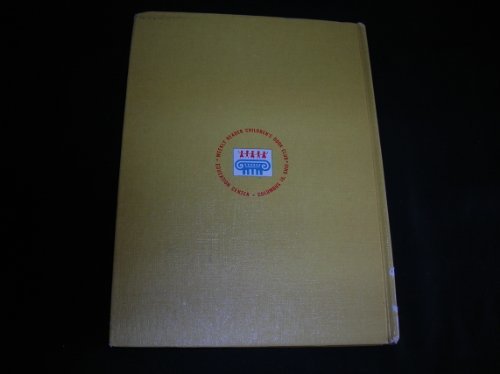 WEEKLY READER CHILDREN'S BOOK CLUB •
EDUCATION CENTER • COLUMBUS 16, OHIO •